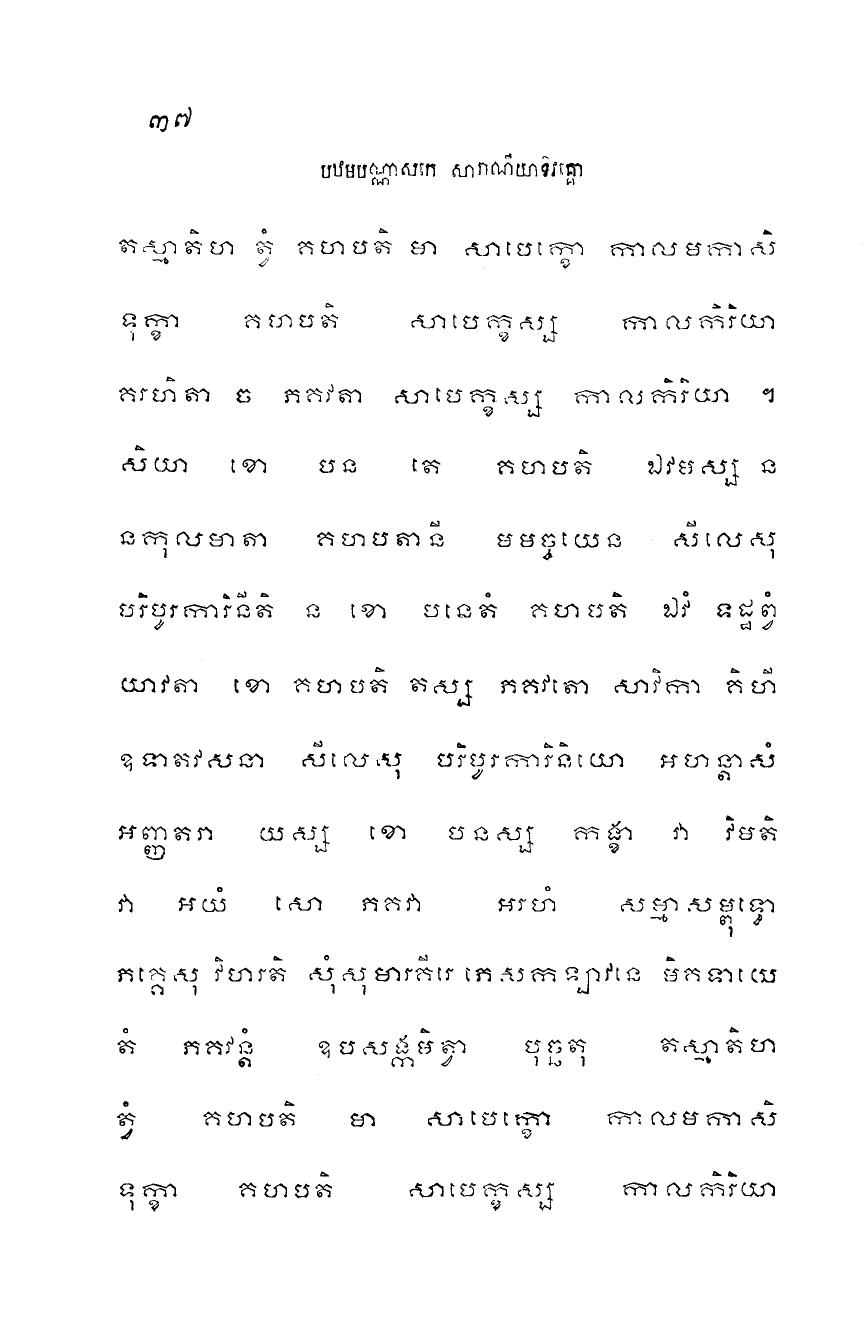 ៣៧
បឋមបណ្ណាសកេ សារាណីយាទិវគ្គោ
តស្មាតិហ ត្វំ គហបតិ មា សាបេក្ខោ កាលមកាសិ
ទុក្ខា គហបតិ សាបេក្ខស្ស កាលកិរិយា
គរហិតា ច ភគវតា សាបេក្ខស្ស កាលកិរិយា ។
សិយា ខោ បន តេ គហបតិ ឯវមស្ស ន
នកុលមាតា គហបតានី មមច្ចយេន សីលេសុ
បរិបូរការិនីតិ ន ខោ បនេតំ គហបតិ ឯវំ ទដ្ឋព្វំ
យាវតា ខោ គហបតិ តស្ស ភគវតោ សាវិកា គិហី
ឧទាតវសនា សីលេសុ បរិបូរការិនិយោ អហន្តាសំ
អញ្ញតរា យស្ស ខោ បនស្ស កង្ខា វា វិមតិ
វា អយំ សោ ភគវា អរហំ សម្មាសម្ពុទ្ធោ
ភគ្គេសុ វិហរតិ សុំសុមារគីរេ ភេសកឡាវនេ មិគទាយេ
តំ ភគវន្តំ ឧបសង្កមិត្វា បុច្ឆតុ តស្មាតិហ
ត្វំ គហបតិ មា សាបេក្ខោ កាលមកាសិ
ទុក្ខា គហបតិ សាបេក្ខស្ស កាលកិរិយា